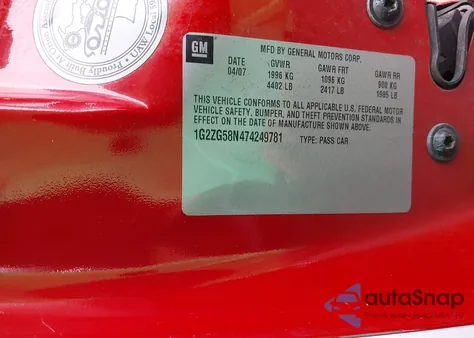 Proudly Built
GM
MFD BY GENERAL MOTORS CORP.
DATE GVWR GAWR FRT GAWR RR
04/07 1996 KG 1096 KG 900 KG
4402 LB 2417 LB 1985 LB
THIS VEHICLE CONFORMS TO ALL APPLICABLE U.S. FEDERAL MOTOR
VEHICLE SAFETY, BUMPER, AND THEFT PREVENTION STANDARDS IN
EFFECT ON THE DATE OF MANUFACTURE SHOWN ABOVE.
1G2ZG58N474249781 TYPE: PASS CAR
autoSnap